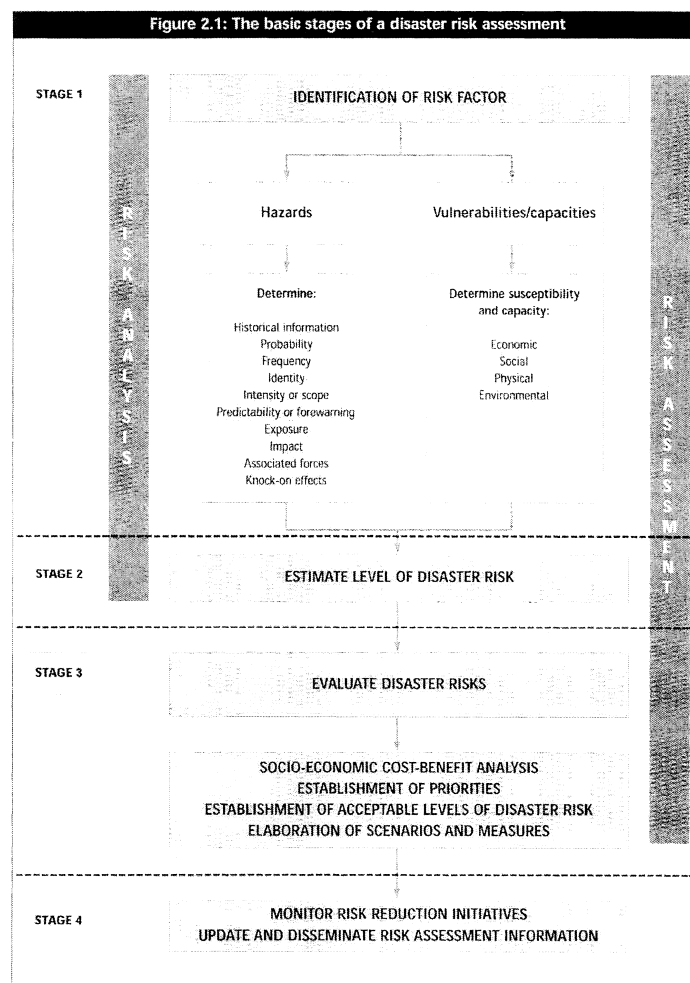 Figure 2.1: The basic stages of a disaster risk assessment
STAGE 1
IDENTIFICATION OF RISK FACTOR
Hazards
Vulnerabilities/capacities
Determine:
Historical information
Probability
Frequency
Identity
Intensity or scope
Predictability or forewarning
Exposure
Impact
Associated forces
Knock-on effects
Determine susceptibility
and capacity:
Economic
Social
Physical
Environmental
RISK ANALYSIS
RISK ASSESSMENT
STAGE 2
ESTIMATE LEVEL OF DISASTER RISK
STAGE 3
EVALUATE DISASTER RISKS
SOCIO-ECONOMIC COST-BENEFIT ANALYSIS
ESTABLISHMENT OF PRIORITIES
ESTABLISHMENT OF ACCEPTABLE LEVELS OF DISASTER RISK
ELABORATION OF SCENARIOS AND MEASURES
STAGE 4
MONITOR RISK REDUCTION INITIATIVES
UPDATE AND DISSEMINATE RISK ASSESSMENT INFORMATION